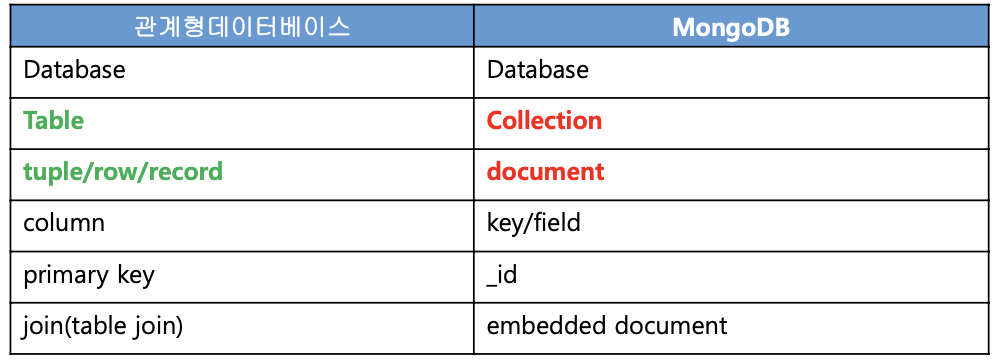 관계형데이터베이스 MongoDB
Database Database
Table Collection
tuple/row/record document
column key/field
primary key _id
join(table join) embedded document